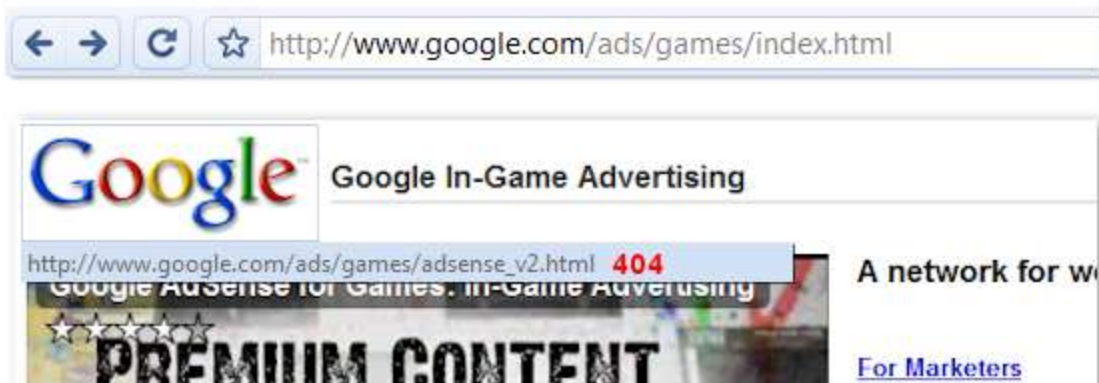 http://www.google.com/ads/games/index.html
Google™
Google In-Game Advertising
http://www.google.com/ads/games/adsense_v2.html 404
Google AdSense for Games: In-Game Advertising
A network for
PREMIUM CONTENT
For Marketers